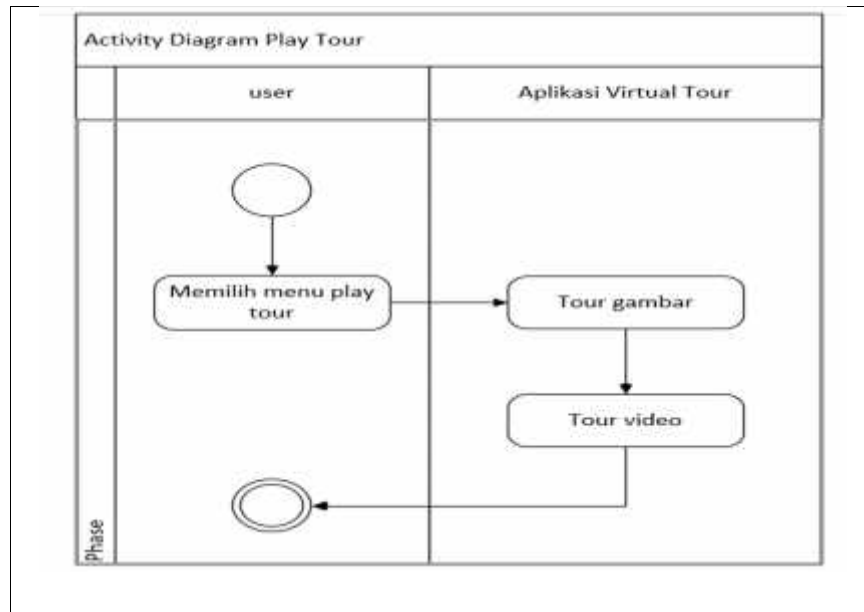 Activity Diagram Play Tour
user
Aplikasi Virtual Tour
Memilih menu play
tour
Tour gambar
Tour video
Phase